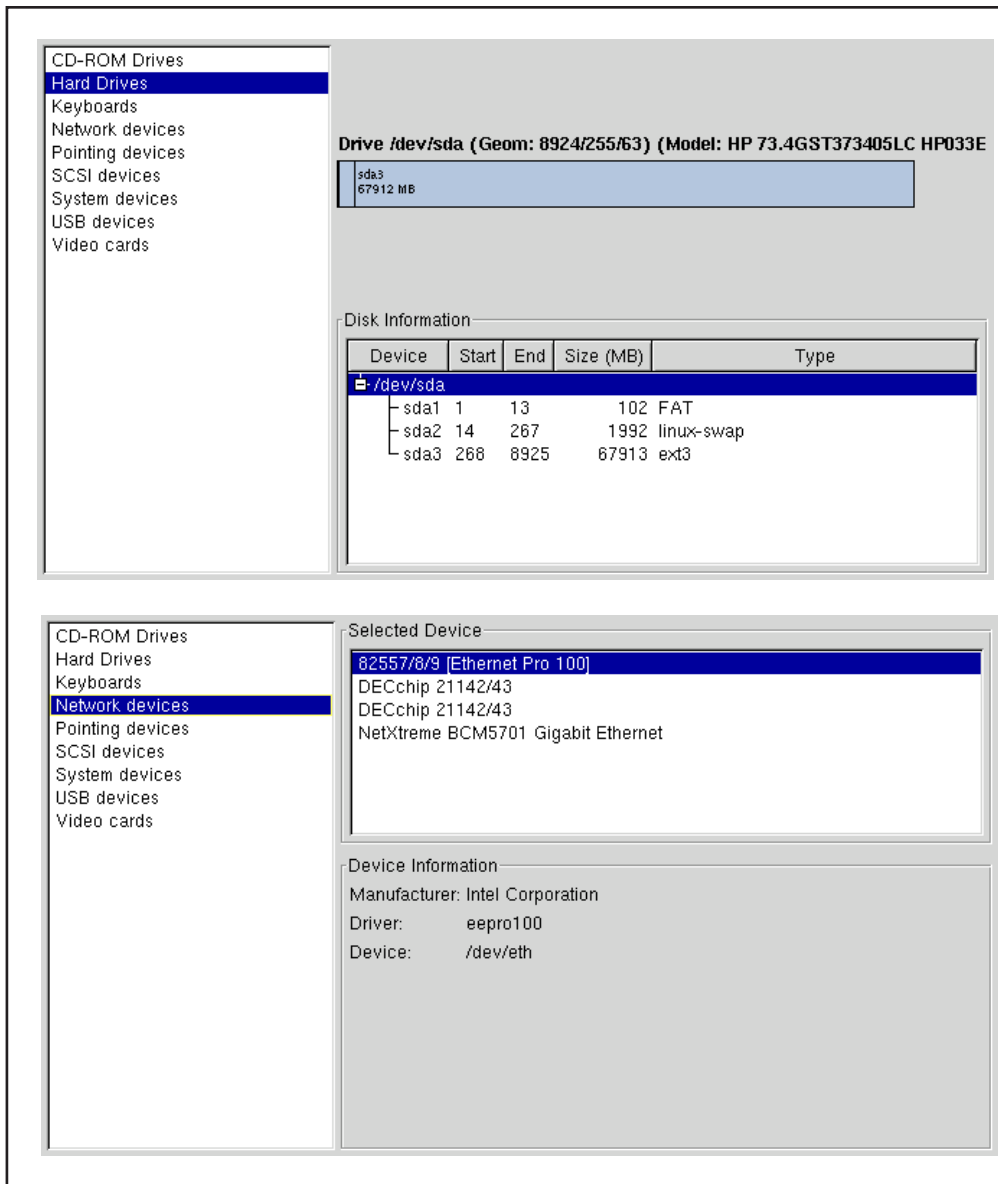 CD-ROM Drives
Hard Drives
Keyboards
Network devices
Pointing devices
SCSI devices
System devices
USB devices
Video cards
Drive /dev/sda (Geom: 8924/255/63) (Model: HP 73.4GST373405LC HP033E
sda3
67912 MB
Disk Information
Device Start End Size (MB) Type
/dev/sda
sda1 1 13 102 FAT
sda2 14 267 1992 linux-swap
sda3 268 8925 67913 ext3
CD-ROM Drives
Hard Drives
Keyboards
Network devices
Pointing devices
SCSI devices
System devices
USB devices
Video cards
Selected Device
82557/8/9 [Ethernet Pro 100]
DECchip 21142/43
DECchip 21142/43
NetXtreme BCM5701 Gigabit Ethernet
Device Information
Manufacturer: Intel Corporation
Driver: eepro100
Device: /dev/eth